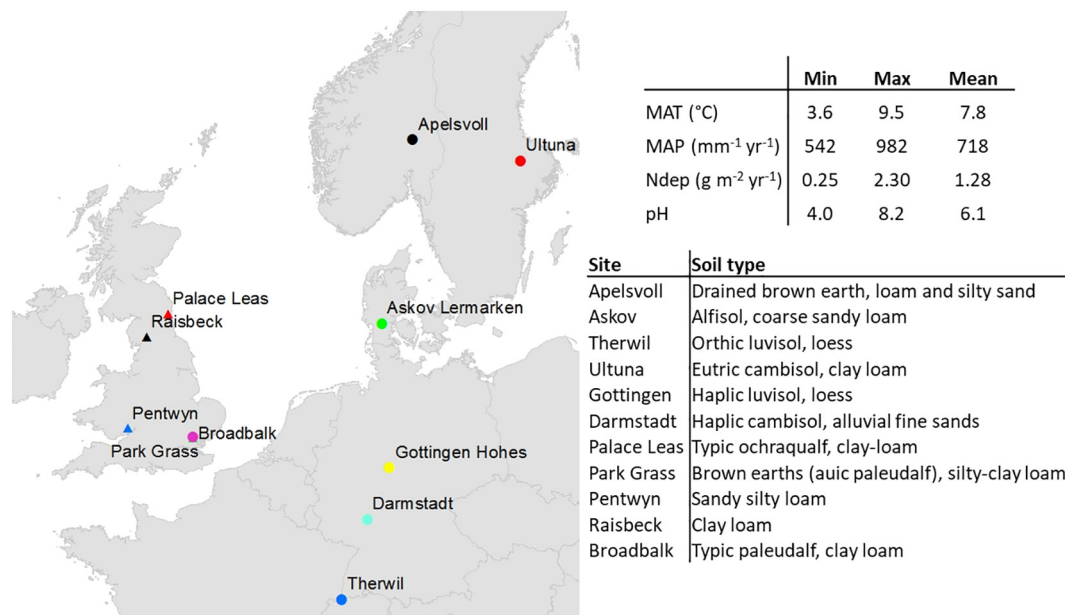 Apelsvoll
Ultuna
Palace Leas
Raisbeck
Askov Lermarken
Pentwyn
Broadbalk
Park Grass
Gottingen Hohes
Darmstadt
Therwil
Min Max Mean
MAT (°C) 3.6 9.5 7.8
MAP (mm⁻¹ yr⁻¹) 542 982 718
Ndep (g m⁻² yr⁻¹) 0.25 2.30 1.28
pH 4.0 8.2 6.1
Site Soil type
Apelsvoll Drained brown earth, loam and silty sand
Askov Alfisol, coarse sandy loam
Therwil Orthic luvisol, loess
Ultuna Eutric cambisol, clay loam
Gottingen Haplic luvisol, loess
Darmstadt Haplic cambisol, alluvial fine sands
Palace Leas Typic ochraqualf, clay-loam
Park Grass Brown earths (auic paleudalf), silty-clay loam
Pentwyn Sandy silty loam
Raisbeck Clay loam
Broadbalk Typic paleudalf, clay loam